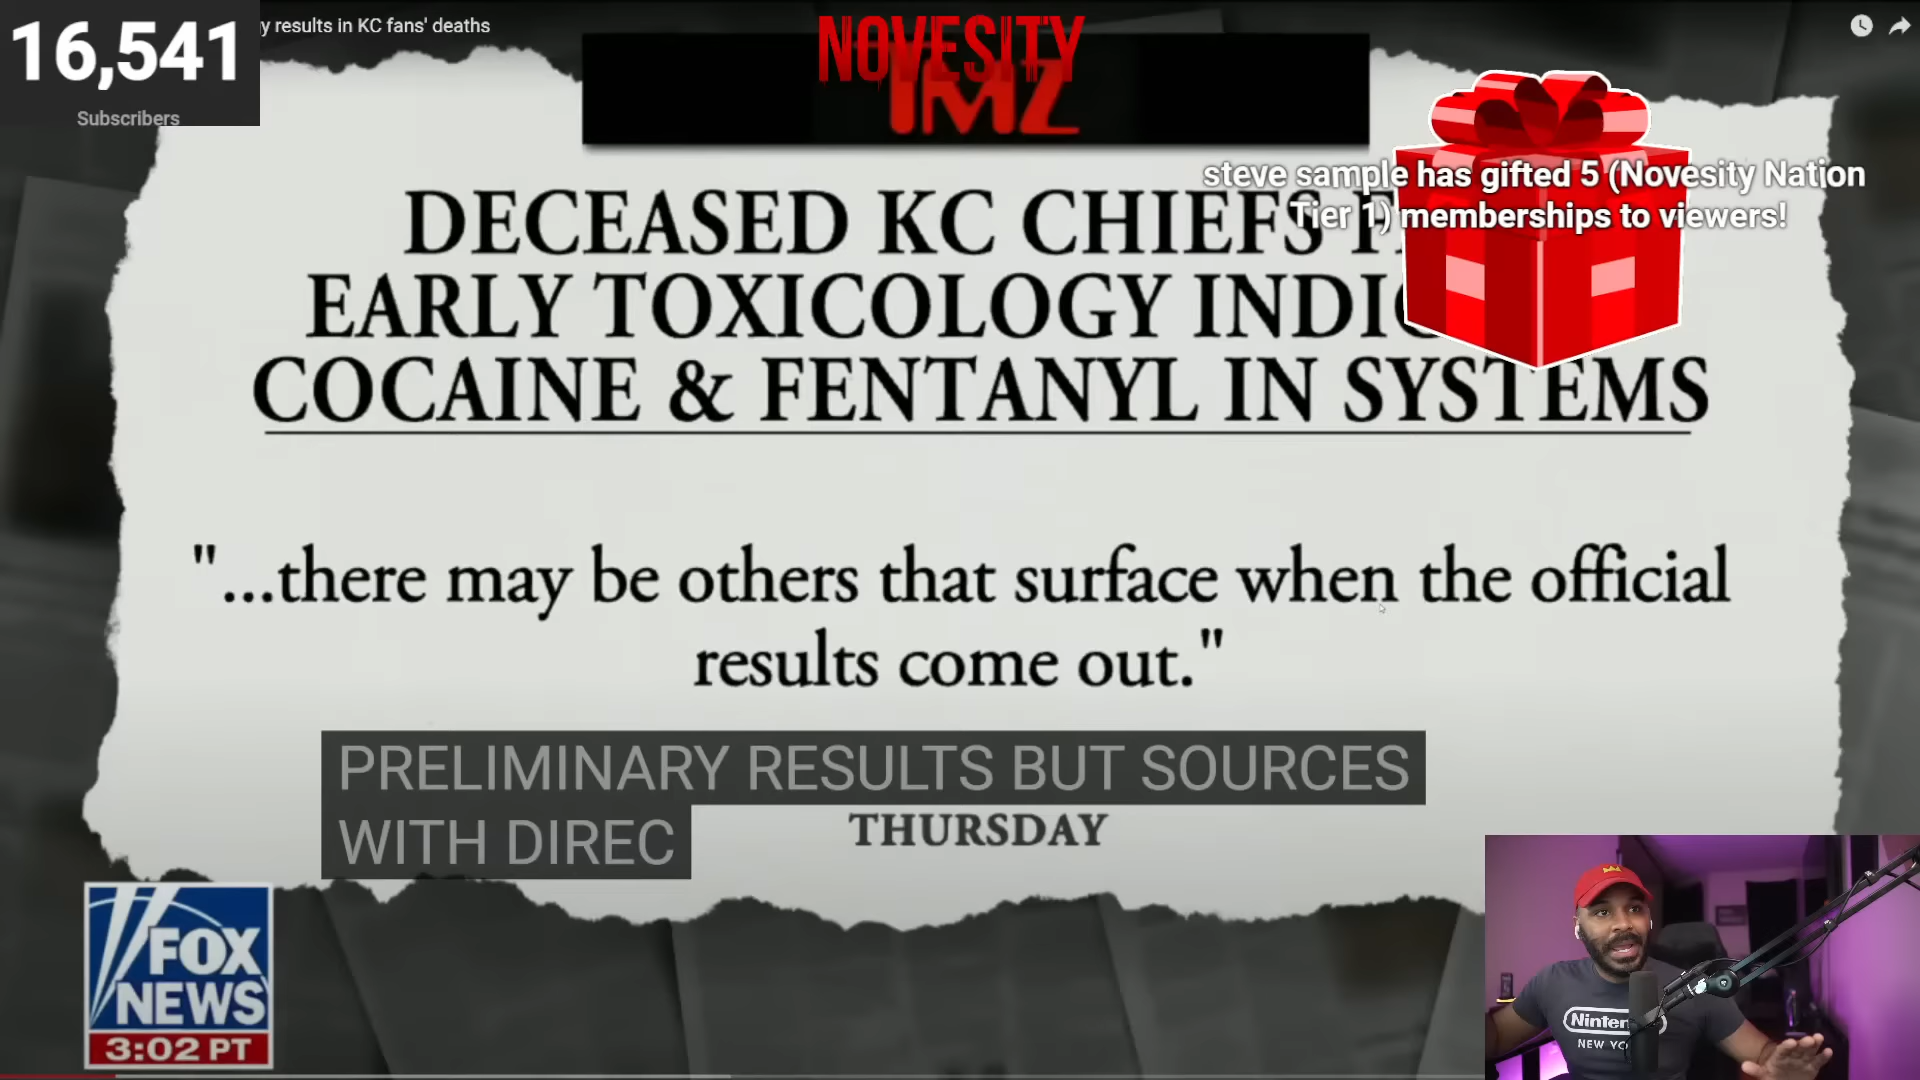 16,541
Subscribers
y results in KC fans' deaths
NOVESITY
TMZ
steve sample has gifted 5 (Novesity Nation
Tier 1) memberships to viewers!
DECEASED KC CHIEFS
EARLY TOXICOLOGY
COCAINE & FENTANYL IN SYSTEMS
"...there may be others that surface when the official
results come out."
PRELIMINARY RESULTS BUT SOURCES
WITH DIREC
THURSDAY
FOX
NEWS
3:02 PT
Ninten
NEW YO